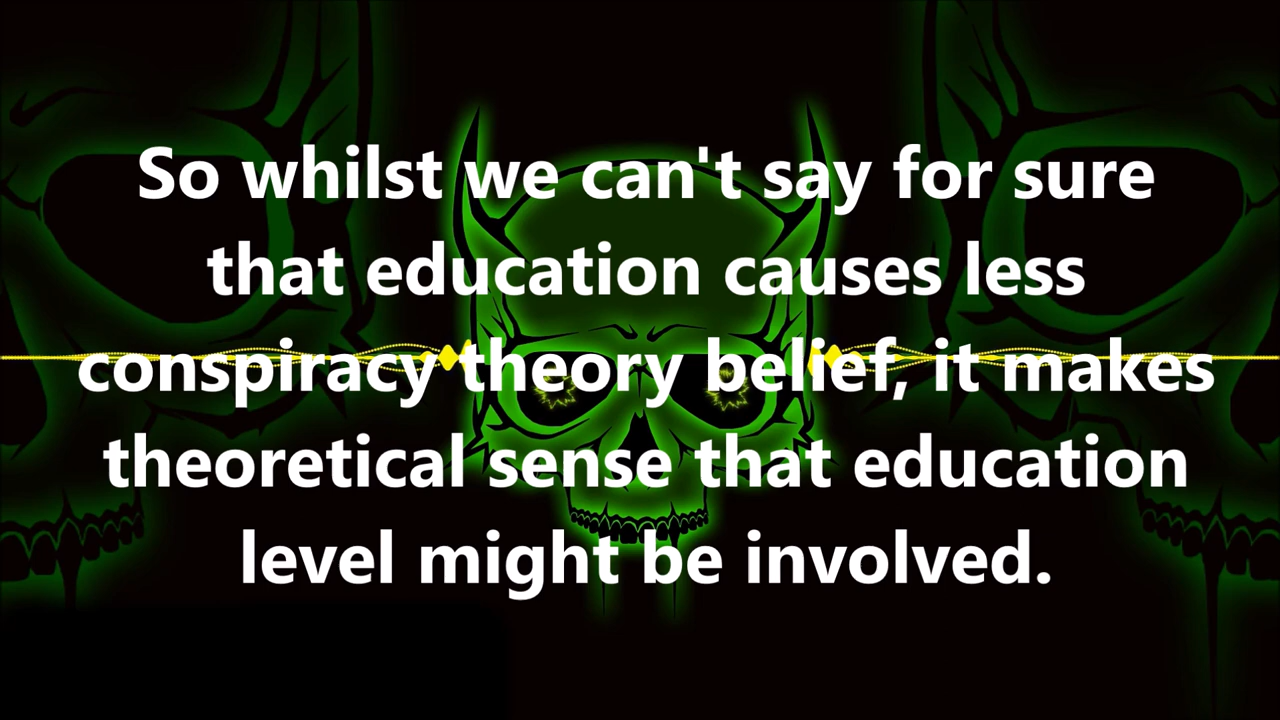 So whilst we can't say for sure
that education causes less
conspiracy theory belief, it makes
theoretical sense that education
level might be involved.